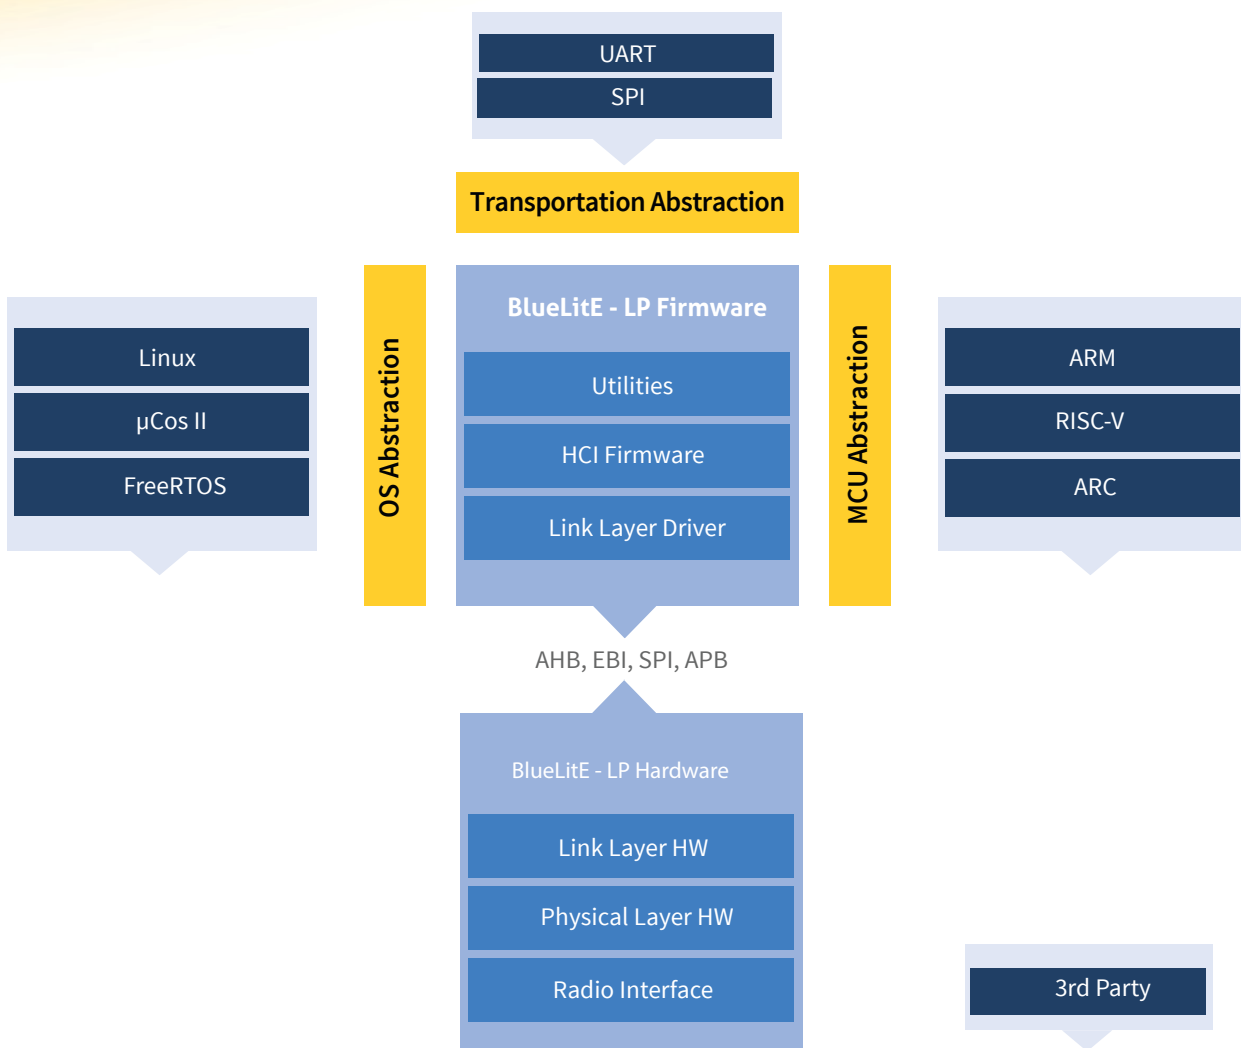 UART
SPI
Transportation Abstraction
OS Abstraction
Linux
µCos II
FreeRTOS
BlueLitE - LP Firmware
Utilities
HCI Firmware
Link Layer Driver
MCU Abstraction
ARM
RISC-V
ARC
AHB, EBI, SPI, APB
BlueLitE - LP Hardware
Link Layer HW
Physical Layer HW
Radio Interface
3rd Party